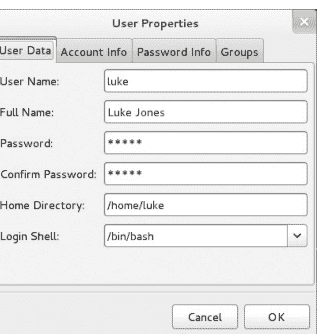 User Properties
User Data Account Info Password Info Groups
User Name: luke
Full Name: Luke Jones
Password: *****
Confirm Password: *****
Home Directory: /home/luke
Login Shell: /bin/bash
Cancel OK